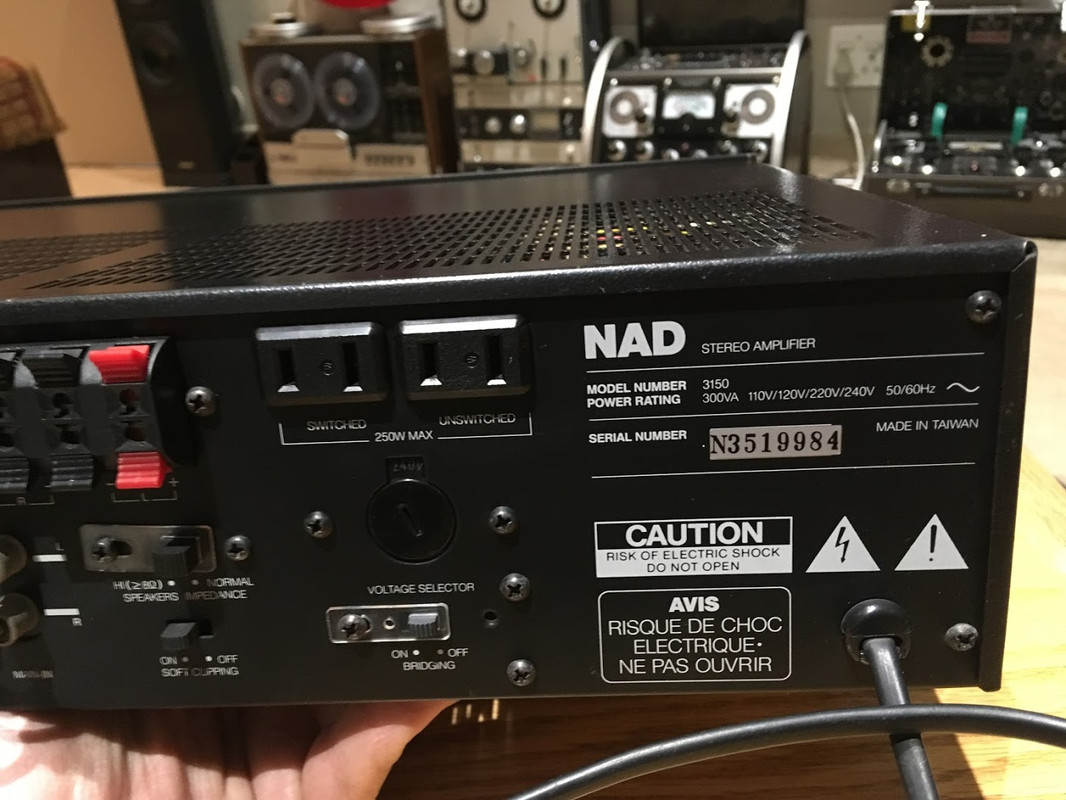 NAD STEREO AMPLIFIER
MODEL NUMBER 3150
POWER RATING 300VA 110V/120V/220V/240V 50/60Hz
MADE IN TAIWAN
SERIAL NUMBER N3519984
SWITCHED UNSWITCHED
250W MAX
240V
VOLTAGE SELECTOR
ON OFF
BRIDGING
CAUTION
RISK OF ELECTRIC SHOCK
DO NOT OPEN
AVIS
RISQUE DE CHOC
ELECTRIQUE•
NE PAS OUVRIR
R L +
HI(≥8Ω) NORMAL
SPEAKERS IMPEDANCE
L
R
ON OFF
SOFT CLIPPING